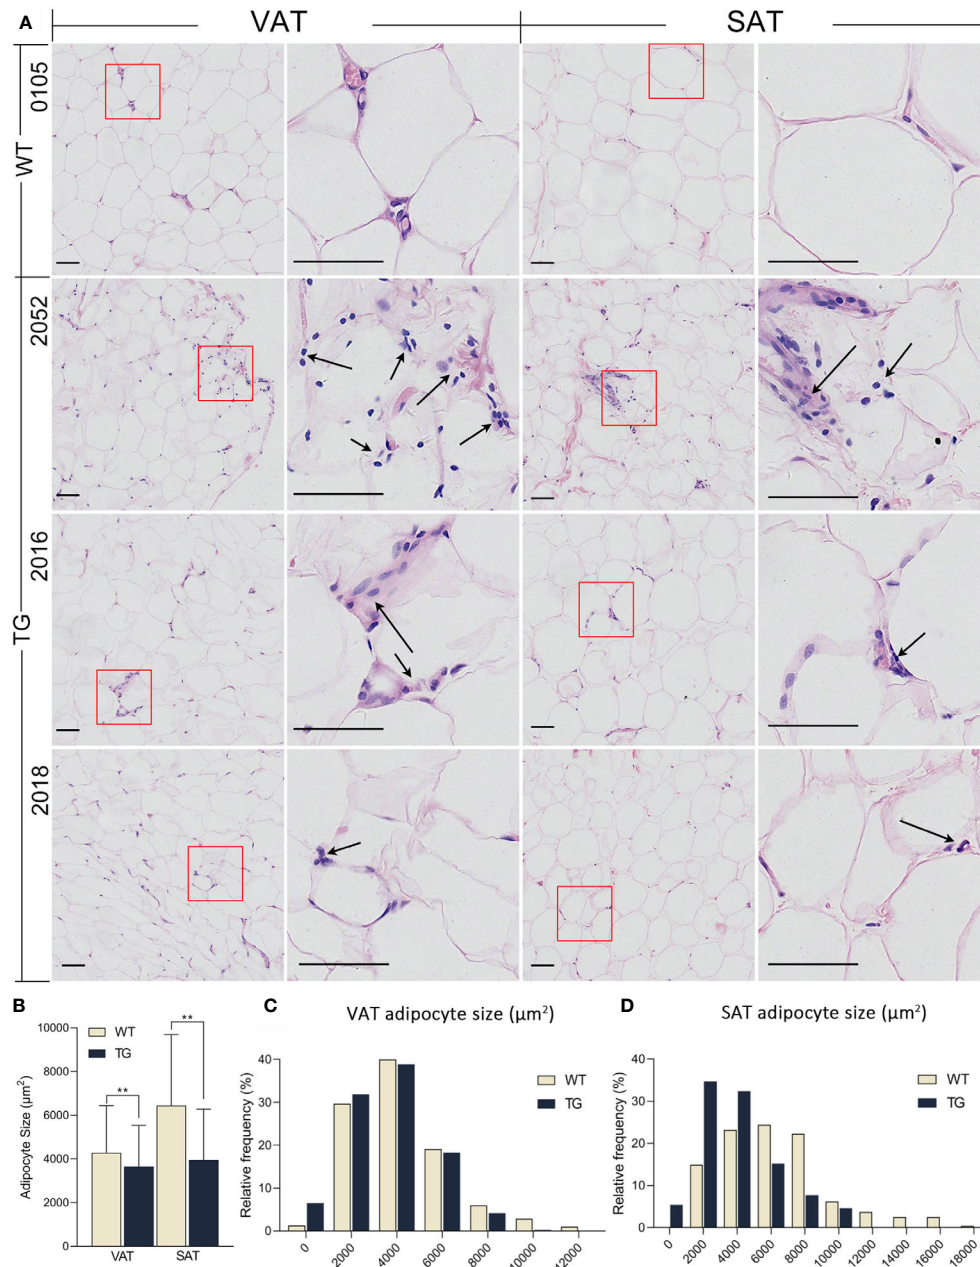 A
VAT
SAT
WT
0105
TG
2052
2016
2018
B
WT
TG
**
**
Adipocyte Size (µm²)
10000
8000
6000
4000
2000
0
VAT
SAT
C
VAT adipocyte size (µm²)
WT
TG
Relative frequency (%)
40
30
20
10
0
0
2000
4000
6000
8000
10000
12000
D
SAT adipocyte size (µm²)
WT
TG
Relative frequency (%)
40
30
20
10
0
0
2000
4000
6000
8000
10000
12000
14000
16000
18000